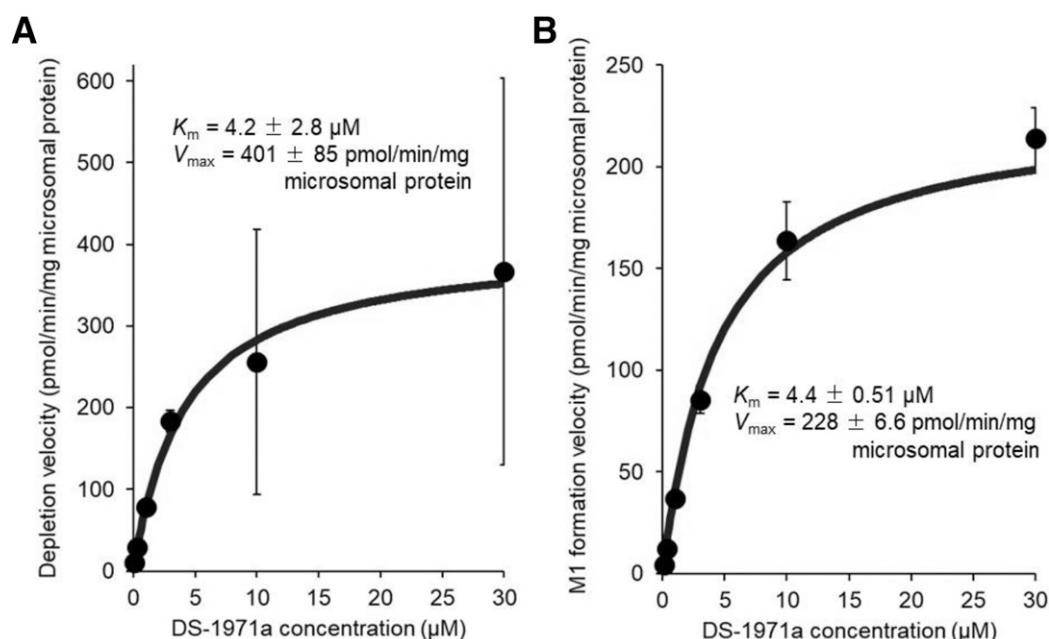 A
Depletion velocity (pmol/min/mg microsomal protein)
600
500
400
300
200
100
0
Km = 4.2 ± 2.8 µM
Vmax = 401 ± 85 pmol/min/mg
microsomal protein
0 5 10 15 20 25 30
DS-1971a concentration (µM)
B
M1 formation velocity (pmol/min/mg microsomal protein)
250
200
150
100
50
0
Km = 4.4 ± 0.51 µM
Vmax = 228 ± 6.6 pmol/min/mg
microsomal protein
0 5 10 15 20 25 30
DS-1971a concentration (µM)